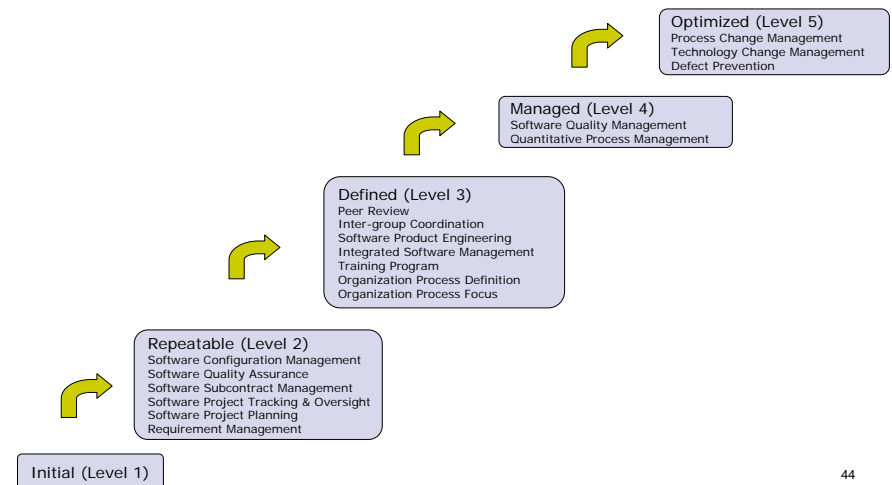 Optimized (Level 5)
Process Change Management
Technology Change Management
Defect Prevention
Managed (Level 4)
Software Quality Management
Quantitative Process Management
Defined (Level 3)
Peer Review
Inter-group Coordination
Software Product Engineering
Integrated Software Management
Training Program
Organization Process Definition
Organization Process Focus
Repeatable (Level 2)
Software Configuration Management
Software Quality Assurance
Software Subcontract Management
Software Project Tracking & Oversight
Software Project Planning
Requirement Management
Initial (Level 1)
44